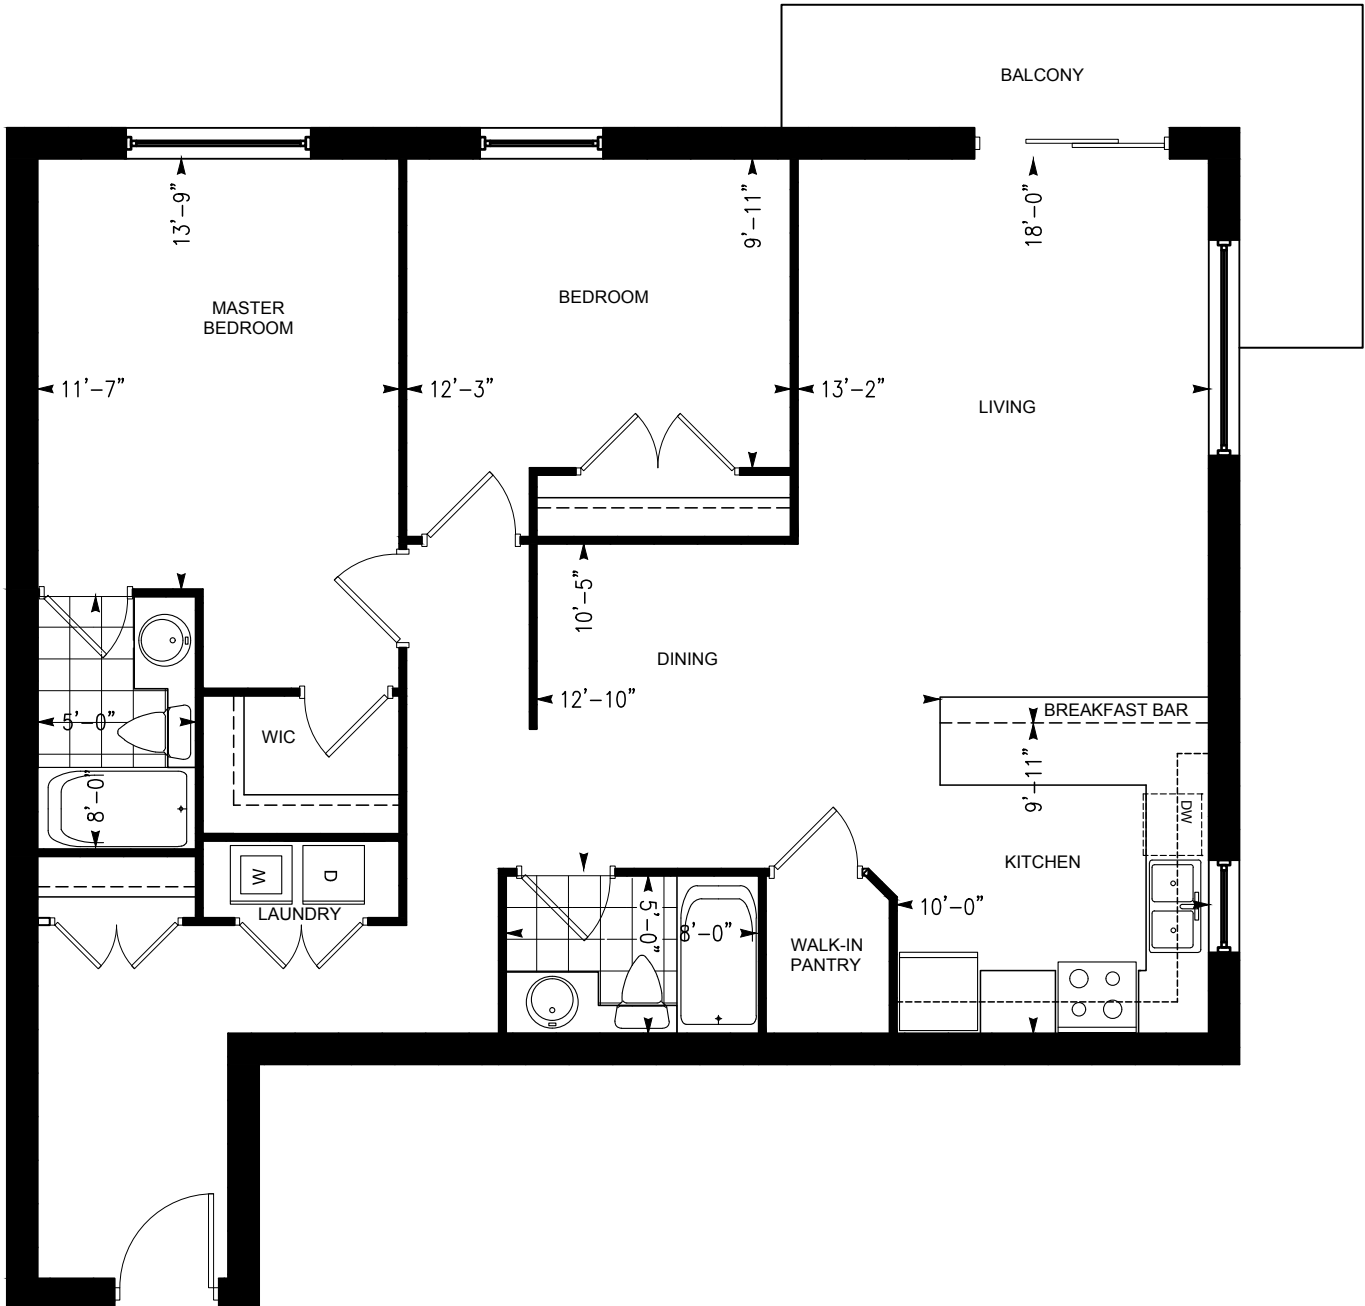 BALCONY
13'-9"
9'-11"
18'-0"
MASTER
BEDROOM
BEDROOM
11'-7"
12'-3"
13'-2"
LIVING
10'-5"
DINING
12'-10"
BREAKFAST BAR
5'-0"
WIC
9'-11"
8'-0"
DW
KITCHEN
W
D
LAUNDRY
10'-0"
5'-0"
8'-0"
WALK-IN
PANTRY